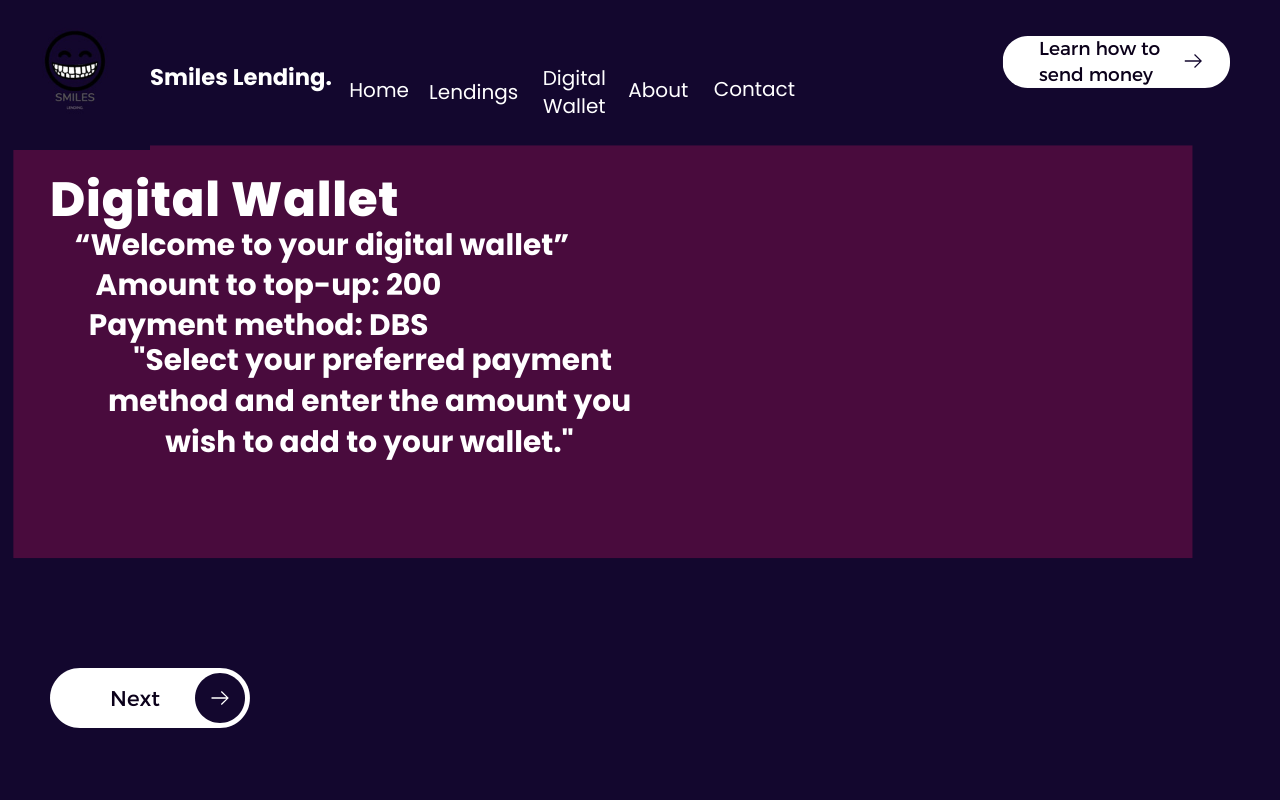 SMILES
LENDING
Smiles Lending.
Home
Lendings
Digital
Wallet
About
Contact
Learn how to
send money
Digital Wallet
“Welcome to your digital wallet”
Amount to top-up: 200
Payment method: DBS
"Select your preferred payment
method and enter the amount you
wish to add to your wallet."
Next